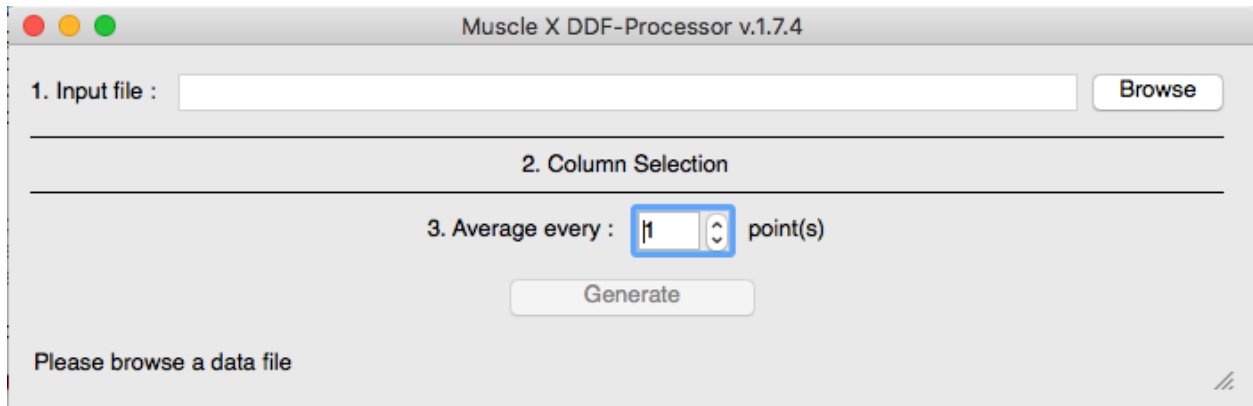 Muscle X DDF-Processor v.1.7.4
1. Input file : Browse
2. Column Selection
3. Average every : 1 point(s)
Generate
Please browse a data file